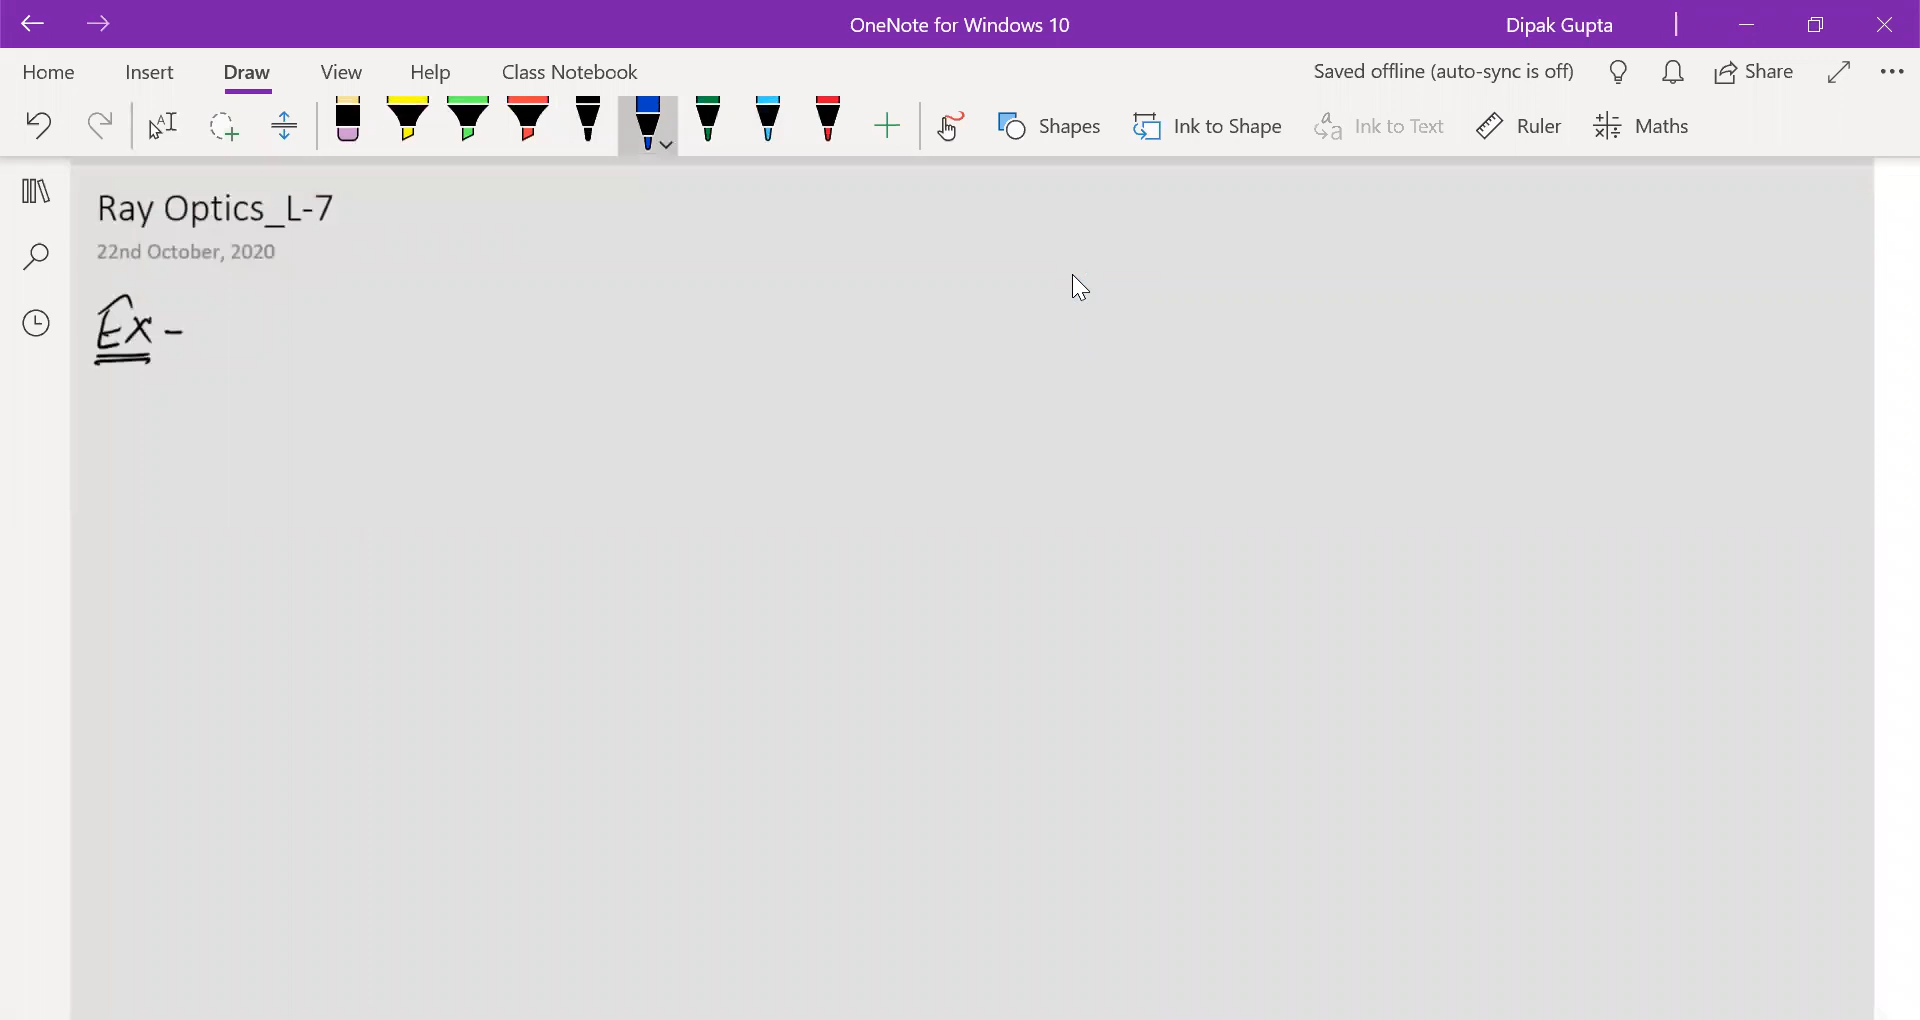 OneNote for Windows 10
Dipak Gupta
Home Insert Draw View Help Class Notebook
Saved offline (auto-sync is off) Share
Shapes Ink to Shape Ink to Text Ruler Maths
Ray Optics_L-7
22nd October, 2020
Ex -